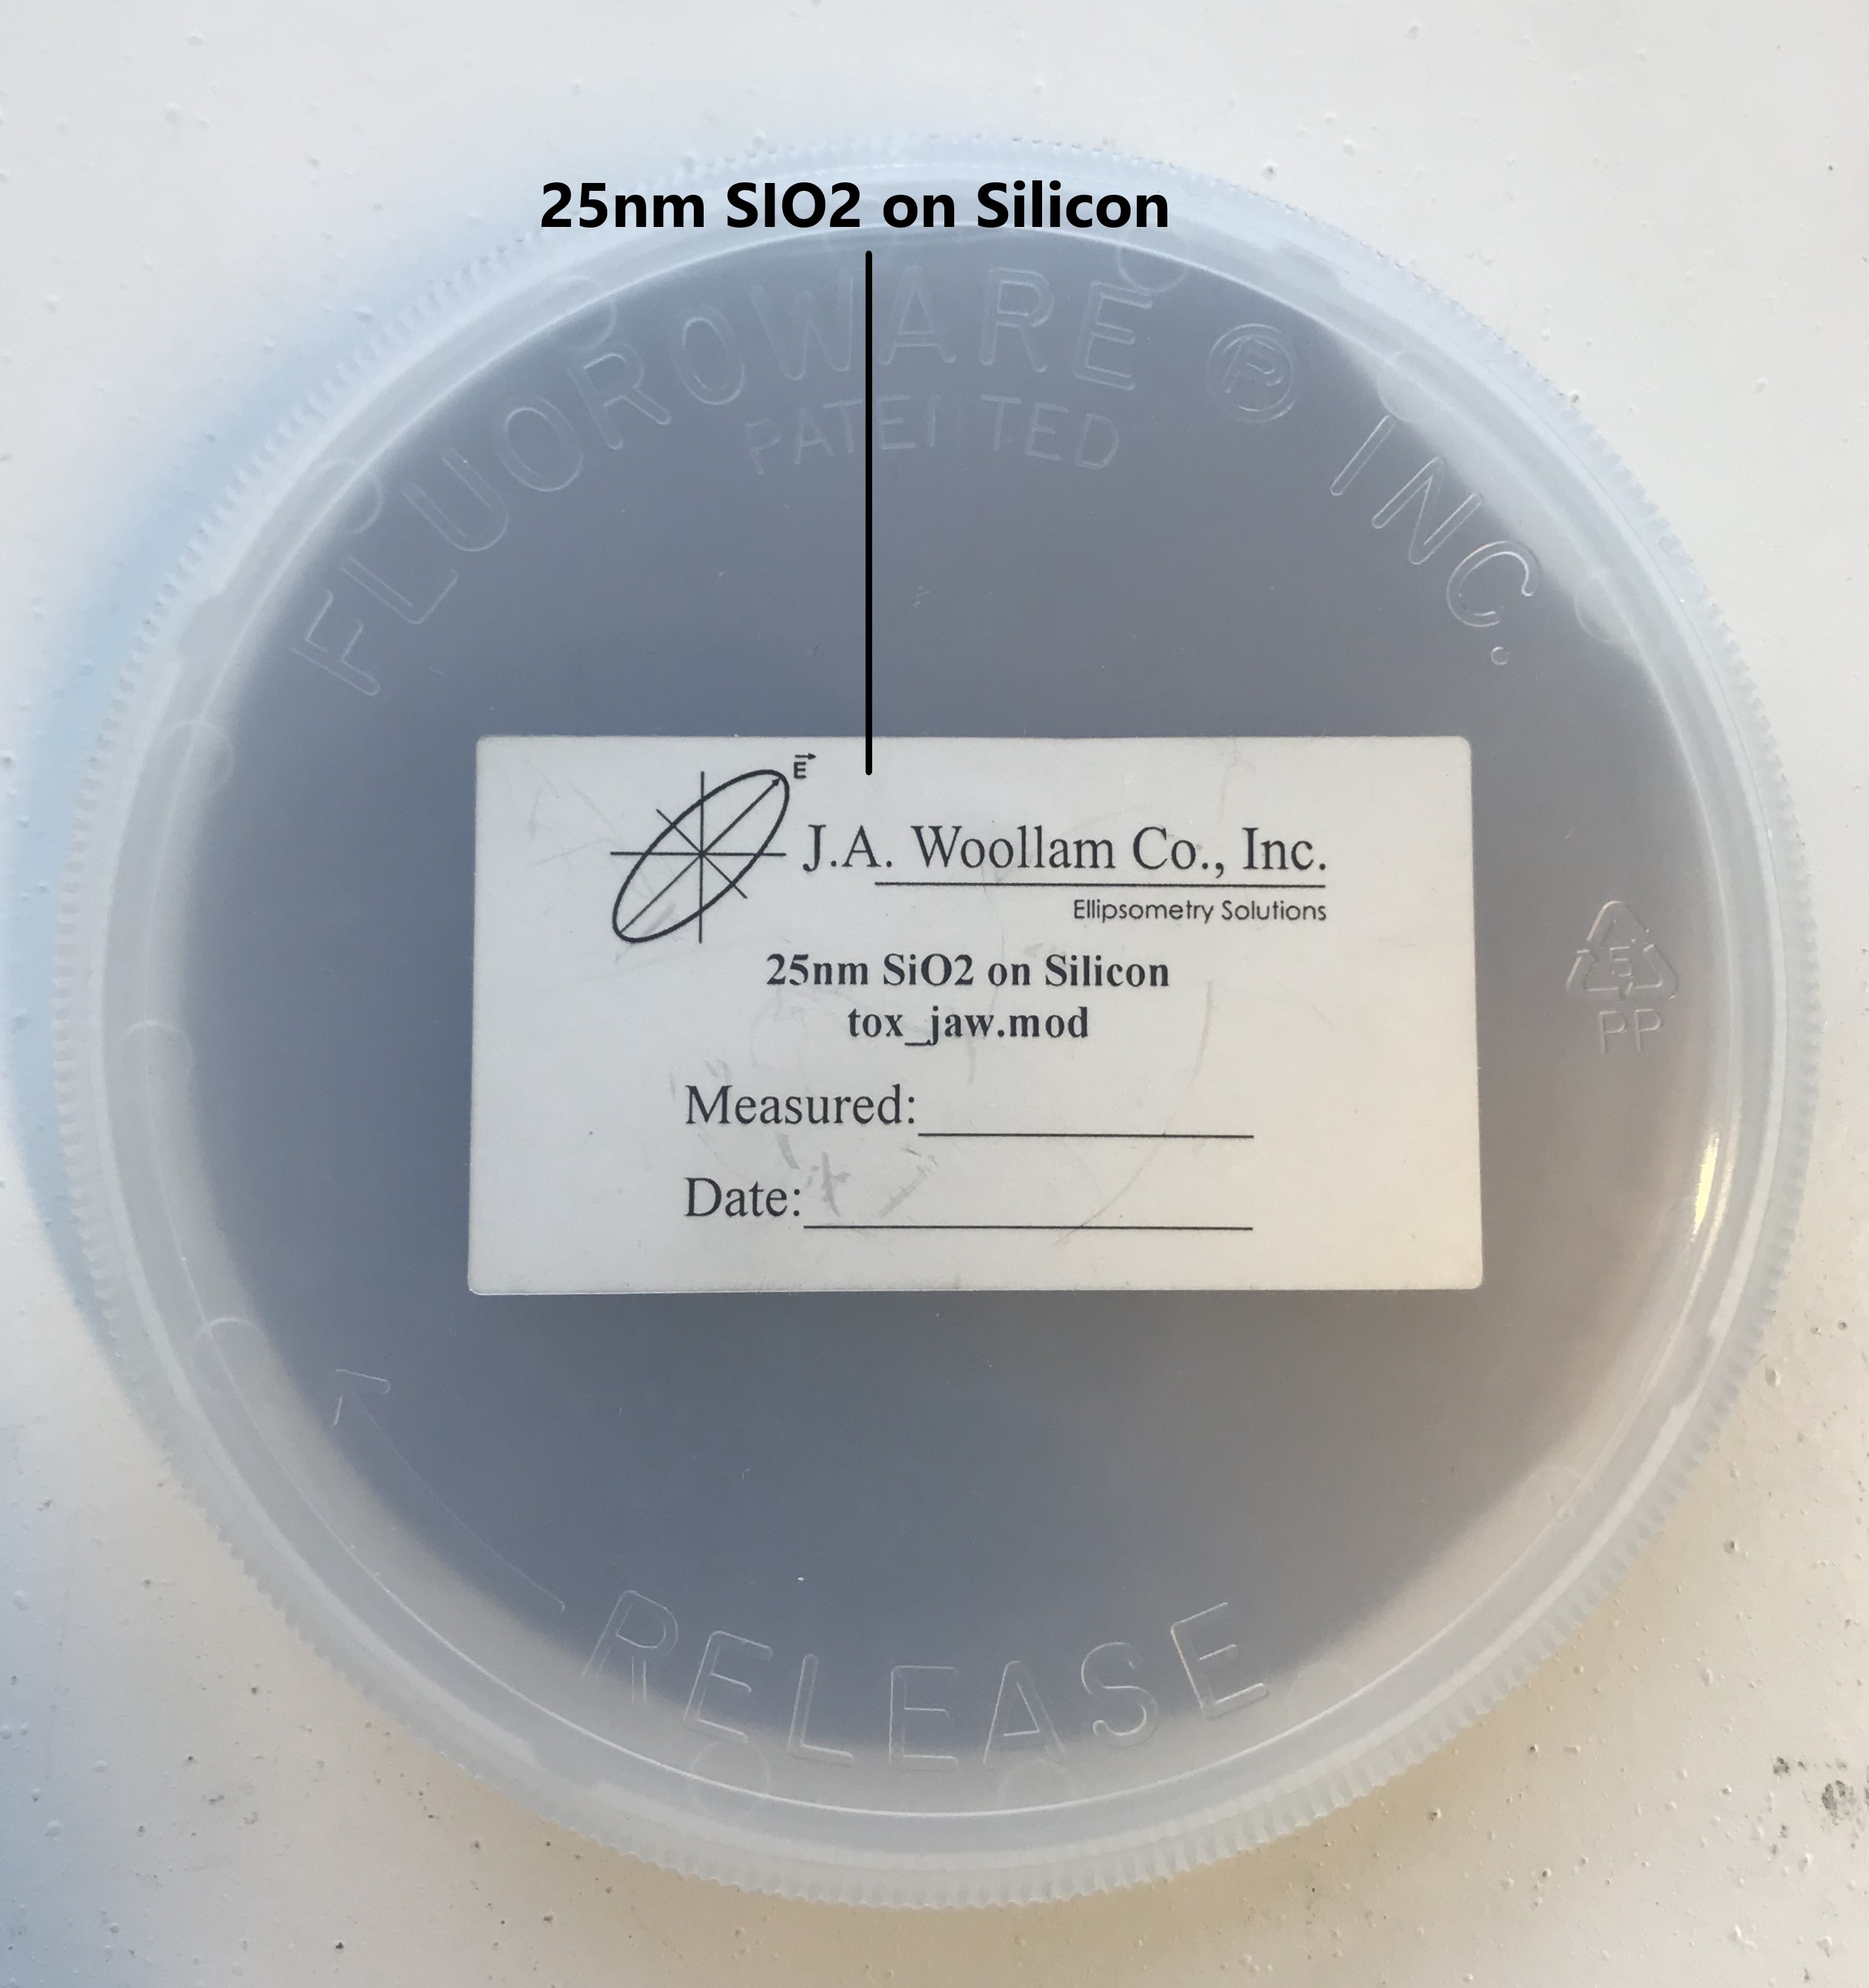 25nm SIO2 on Silicon
FLUOROWARE ® INC.
PATENTED
E
J.A. Woollam Co., Inc.
Ellipsometry Solutions
25nm SiO2 on Silicon
tox_jaw.mod
Measured:
Date:
PP
RELEASE